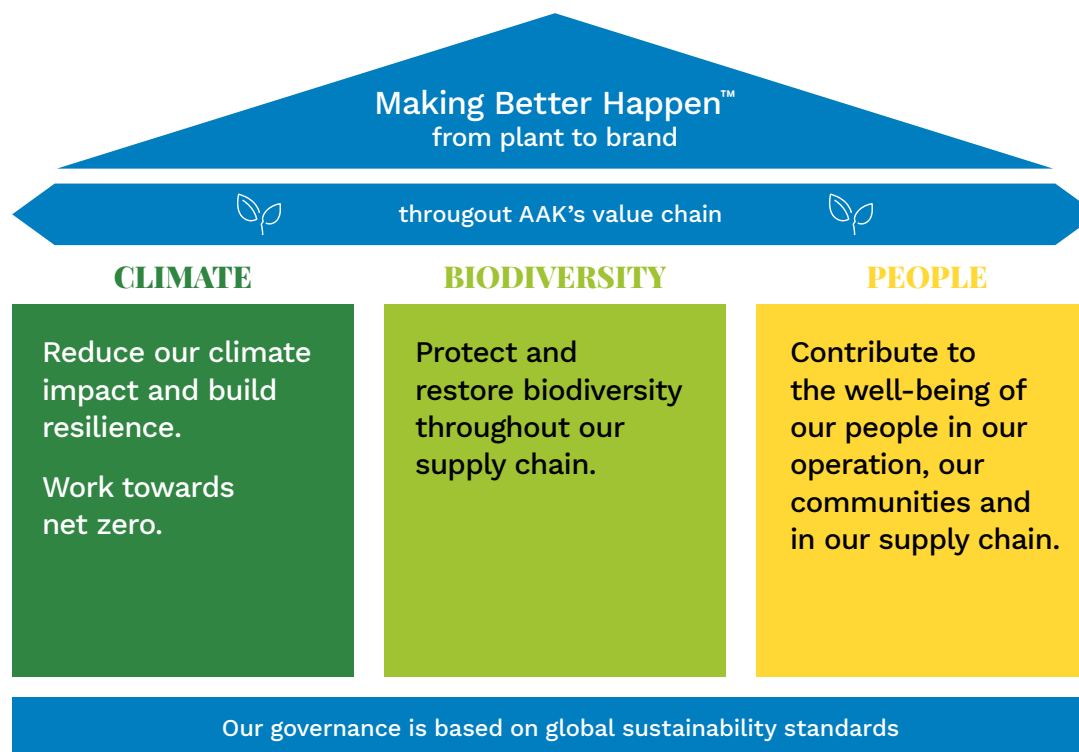 Making Better Happen™
from plant to brand
througout AAK's value chain
CLIMATE
Reduce our climate
impact and build
resilience.
Work towards
net zero.
BIODIVERSITY
Protect and
restore biodiversity
throughout our
supply chain.
PEOPLE
Contribute to
the well-being of
our people in our
operation, our
communities and
in our supply chain.
Our governance is based on global sustainability standards